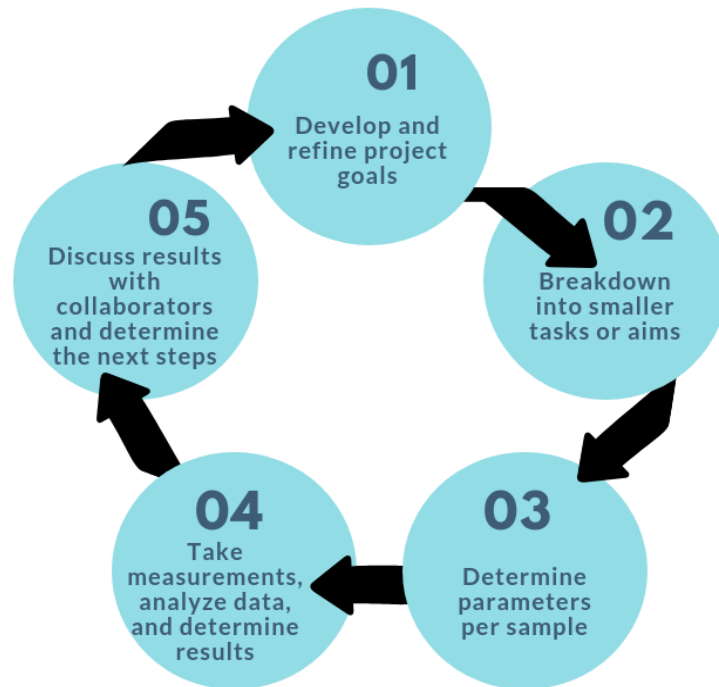 01
Develop and
refine project
goals
02
Breakdown
into smaller
tasks or aims
03
Determine
parameters
per sample
04
Take
measurements,
analyze data,
and determine
results
05
Discuss results
with
collaborators
and determine
the next steps